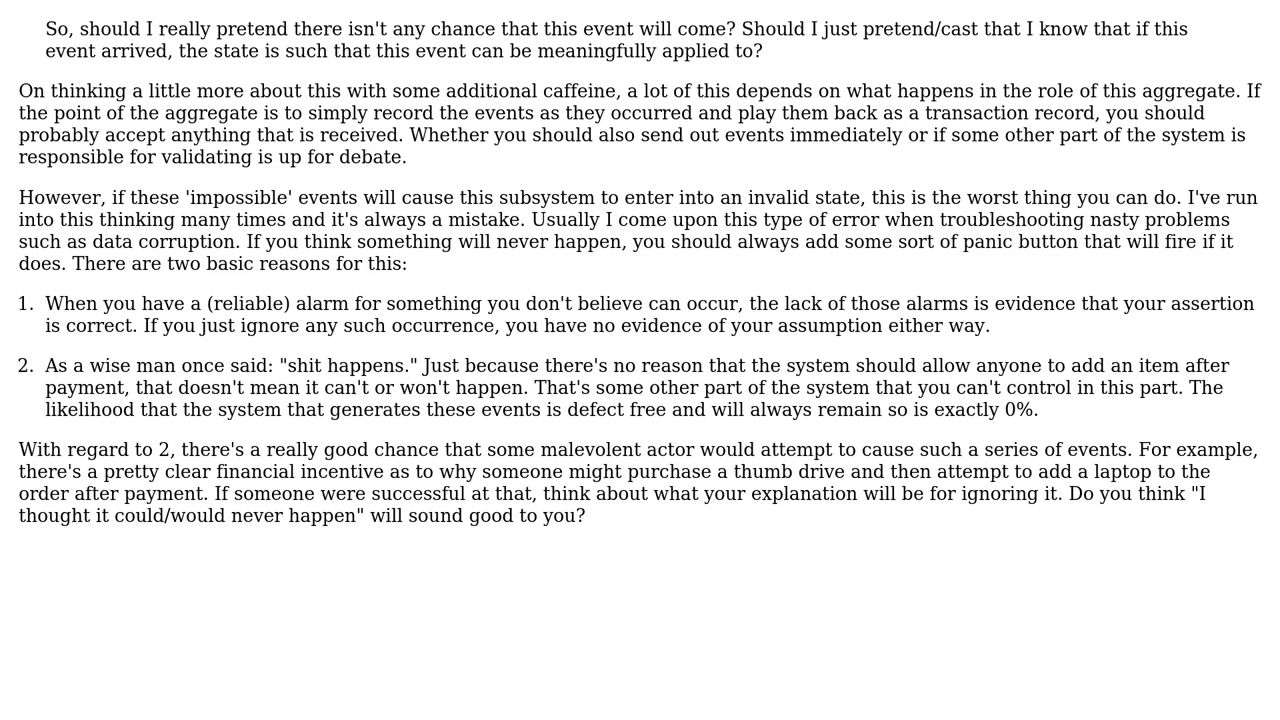 So, should I really pretend there isn't any chance that this event will come? Should I just pretend/cast that I know that if this
event arrived, the state is such that this event can be meaningfully applied to?
On thinking a little more about this with some additional caffeine, a lot of this depends on what happens in the role of this aggregate. If
the point of the aggregate is to simply record the events as they occurred and play them back as a transaction record, you should
probably accept anything that is received. Whether you should also send out events immediately or if some other part of the system is
responsible for validating is up for debate.
However, if these 'impossible' events will cause this subsystem to enter into an invalid state, this is the worst thing you can do. I've run
into this thinking many times and it's always a mistake. Usually I come upon this type of error when troubleshooting nasty problems
such as data corruption. If you think something will never happen, you should always add some sort of panic button that will fire if it
does. There are two basic reasons for this:
1. When you have a (reliable) alarm for something you don't believe can occur, the lack of those alarms is evidence that your assertion
is correct. If you just ignore any such occurrence, you have no evidence of your assumption either way.
2. As a wise man once said: "shit happens." Just because there's no reason that the system should allow anyone to add an item after
payment, that doesn't mean it can't or won't happen. That's some other part of the system that you can't control in this part. The
likelihood that the system that generates these events is defect free and will always remain so is exactly 0%.
With regard to 2, there's a really good chance that some malevolent actor would attempt to cause such a series of events. For example,
there's a pretty clear financial incentive as to why someone might purchase a thumb drive and then attempt to add a laptop to the
order after payment. If someone were successful at that, think about what your explanation will be for ignoring it. Do you think "I
thought it could/would never happen" will sound good to you?